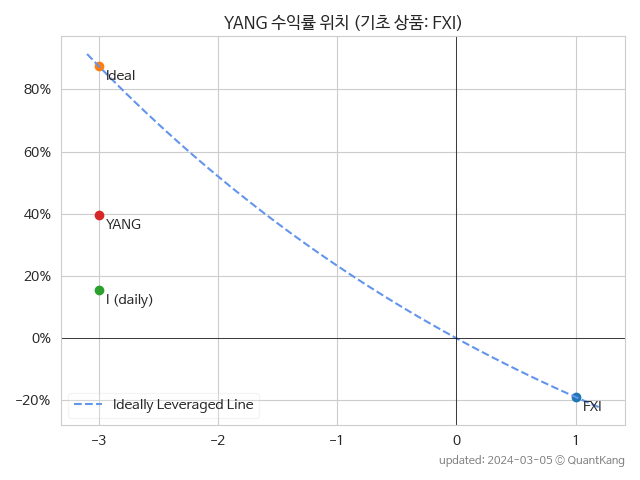 YANG 수익률 위치 (기초 상품: FXI)
80%
60%
40%
20%
0%
−20%
Ideal
YANG
I (daily)
FXI
Ideally Leveraged Line
−3
−2
−1
0
1
updated: 2024-03-05 © QuantKang